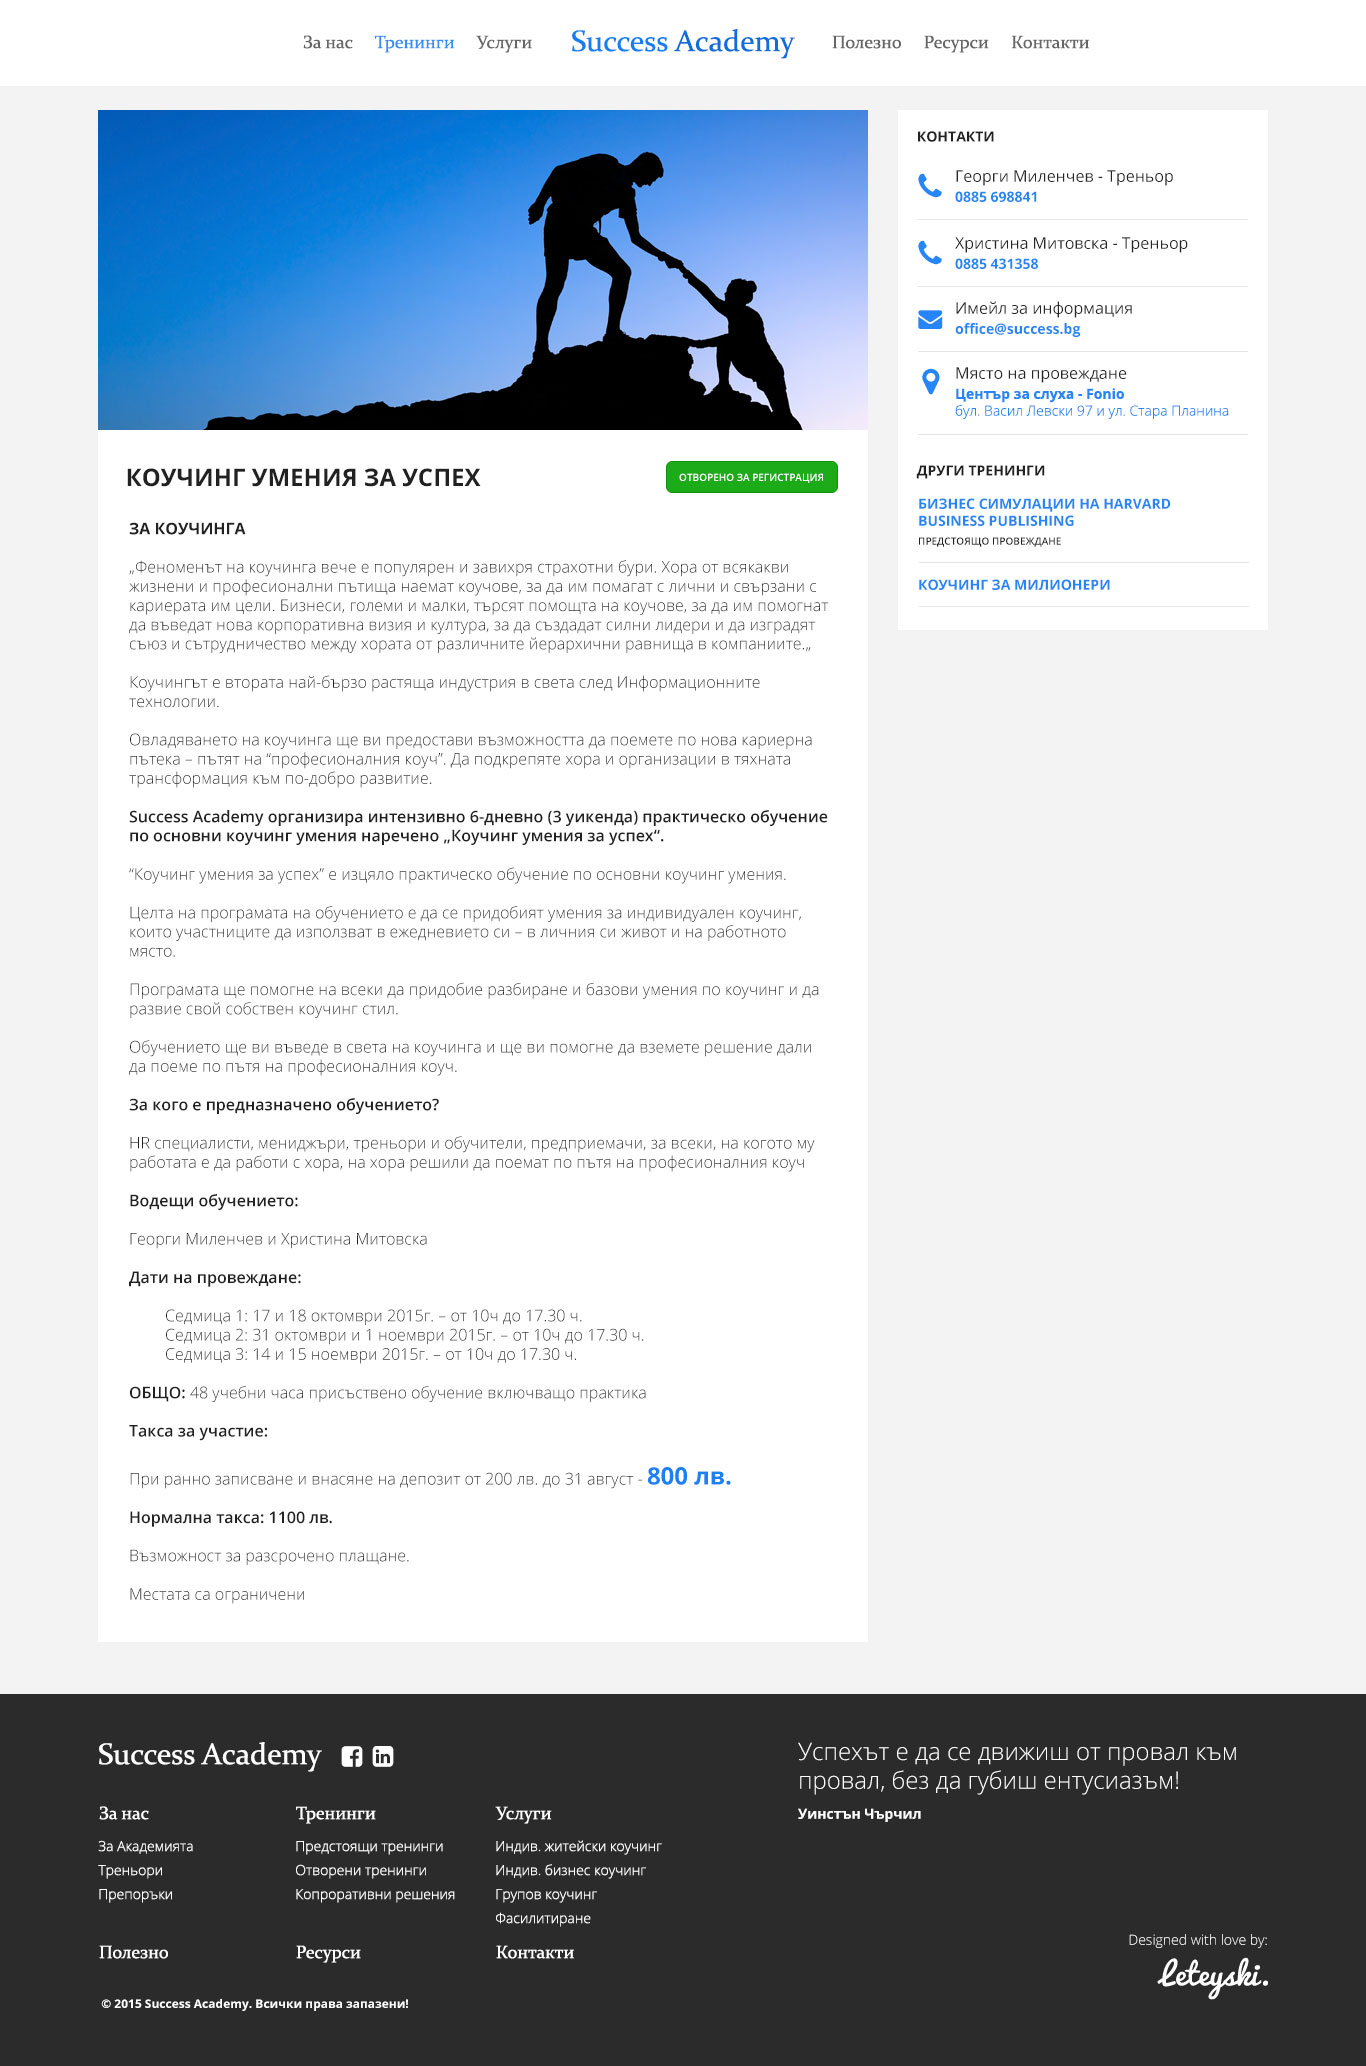 За нас Тренинги Услуги Success Academy Полезно Ресурси Контакти
КОУЧИНГ УМЕНИЯ ЗА УСПЕХ
ОТВОРЕНО ЗА РЕГИСТРАЦИЯ
ЗА КОУЧИНГА
„Феноменът на коучинга вече е популярен и завихря страхотни бури. Хора от всякакви
жизнени и професионални пътища наемат коучове, за да им помагат с лични и свързани с
кариерата им цели. Бизнеси, големи и малки, търсят помощта на коучове, за да им помогнат
да въведат нова корпоративна визия и култура, за да създадат силни лидери и да изградят
съюз и сътрудничество между хората от различните йерархични равнища в компаниите.„
Коучингът е втората най-бързо растяща индустрия в света след Информационните
технологии.
Овладяването на коучинга ще ви предостави възможността да поемете по нова кариерна
пътека – пътят на “професионалния коуч”. Да подкрепяте хора и организации в тяхната
трансформация към по-добро развитие.
Success Academy организира интензивно 6-дневно (3 уикенда) практическо обучение
по основни коучинг умения наречено „Коучинг умения за успех“.
“Коучинг умения за успех” е изцяло практическо обучение по основни коучинг умения.
Целта на програмата на обучението е да се придобият умения за индивидуален коучинг,
които участниците да използват в ежедневието си – в личния си живот и на работното
място.
Програмата ще помогне на всеки да придобие разбиране и базови умения по коучинг и да
развие свой собствен коучинг стил.
Обучението ще ви въведе в света на коучинга и ще ви помогне да вземете решение дали
да поеме по пътя на професионалния коуч.
За кого е предназначено обучението?
HR специалисти, мениджъри, треньори и обучители, предприемачи, за всеки, на когото му
работата е да работи с хора, на хора решили да поемат по пътя на професионалния коуч
Водещи обучението:
Георги Миленчев и Христина Митовска
Дати на провеждане:
Седмица 1: 17 и 18 октомври 2015г. – от 10ч до 17.30 ч.
Седмица 2: 31 октомври и 1 ноември 2015г. – от 10ч до 17.30 ч.
Седмица 3: 14 и 15 ноември 2015г. – от 10ч до 17.30 ч.
ОБЩО: 48 учебни часа присъствено обучение включващо практика
Такса за участие:
При ранно записване и внасяне на депозит от 200 лв. до 31 август - 800 лв.
Нормална такса: 1100 лв.
Възможност за разсрочено плащане.
Местата са ограничени
КОНТАКТИ
Георги Миленчев - Треньор
0885 698841
Христина Митовска - Треньор
0885 431358
Имейл за информация
office@success.bg
Място на провеждане
Център за слуха - Fonio
бул. Васил Левски 97 и ул. Стара Планина
ДРУГИ ТРЕНИНГИ
БИЗНЕС СИМУЛАЦИИ НА HARVARD
BUSINESS PUBLISHING
ПРЕДСТОЯЩО ПРОВЕЖДАНЕ
КОУЧИНГ ЗА МИЛИОНЕРИ
Success Academy
За нас
За Академията
Треньори
Препоръки
Тренинги
Предстоящи тренинги
Отворени тренинги
Копроративни решения
Услуги
Индив. житейски коучинг
Индив. бизнес коучинг
Групов коучинг
Фасилитиране
Полезно
Ресурси
Контакти
© 2015 Success Academy. Всички права запазени!
Успехът е да се движиш от провал към
провал, без да губиш ентусиазъм!
Уинстън Чърчил
Designed with love by:
Leteyski.